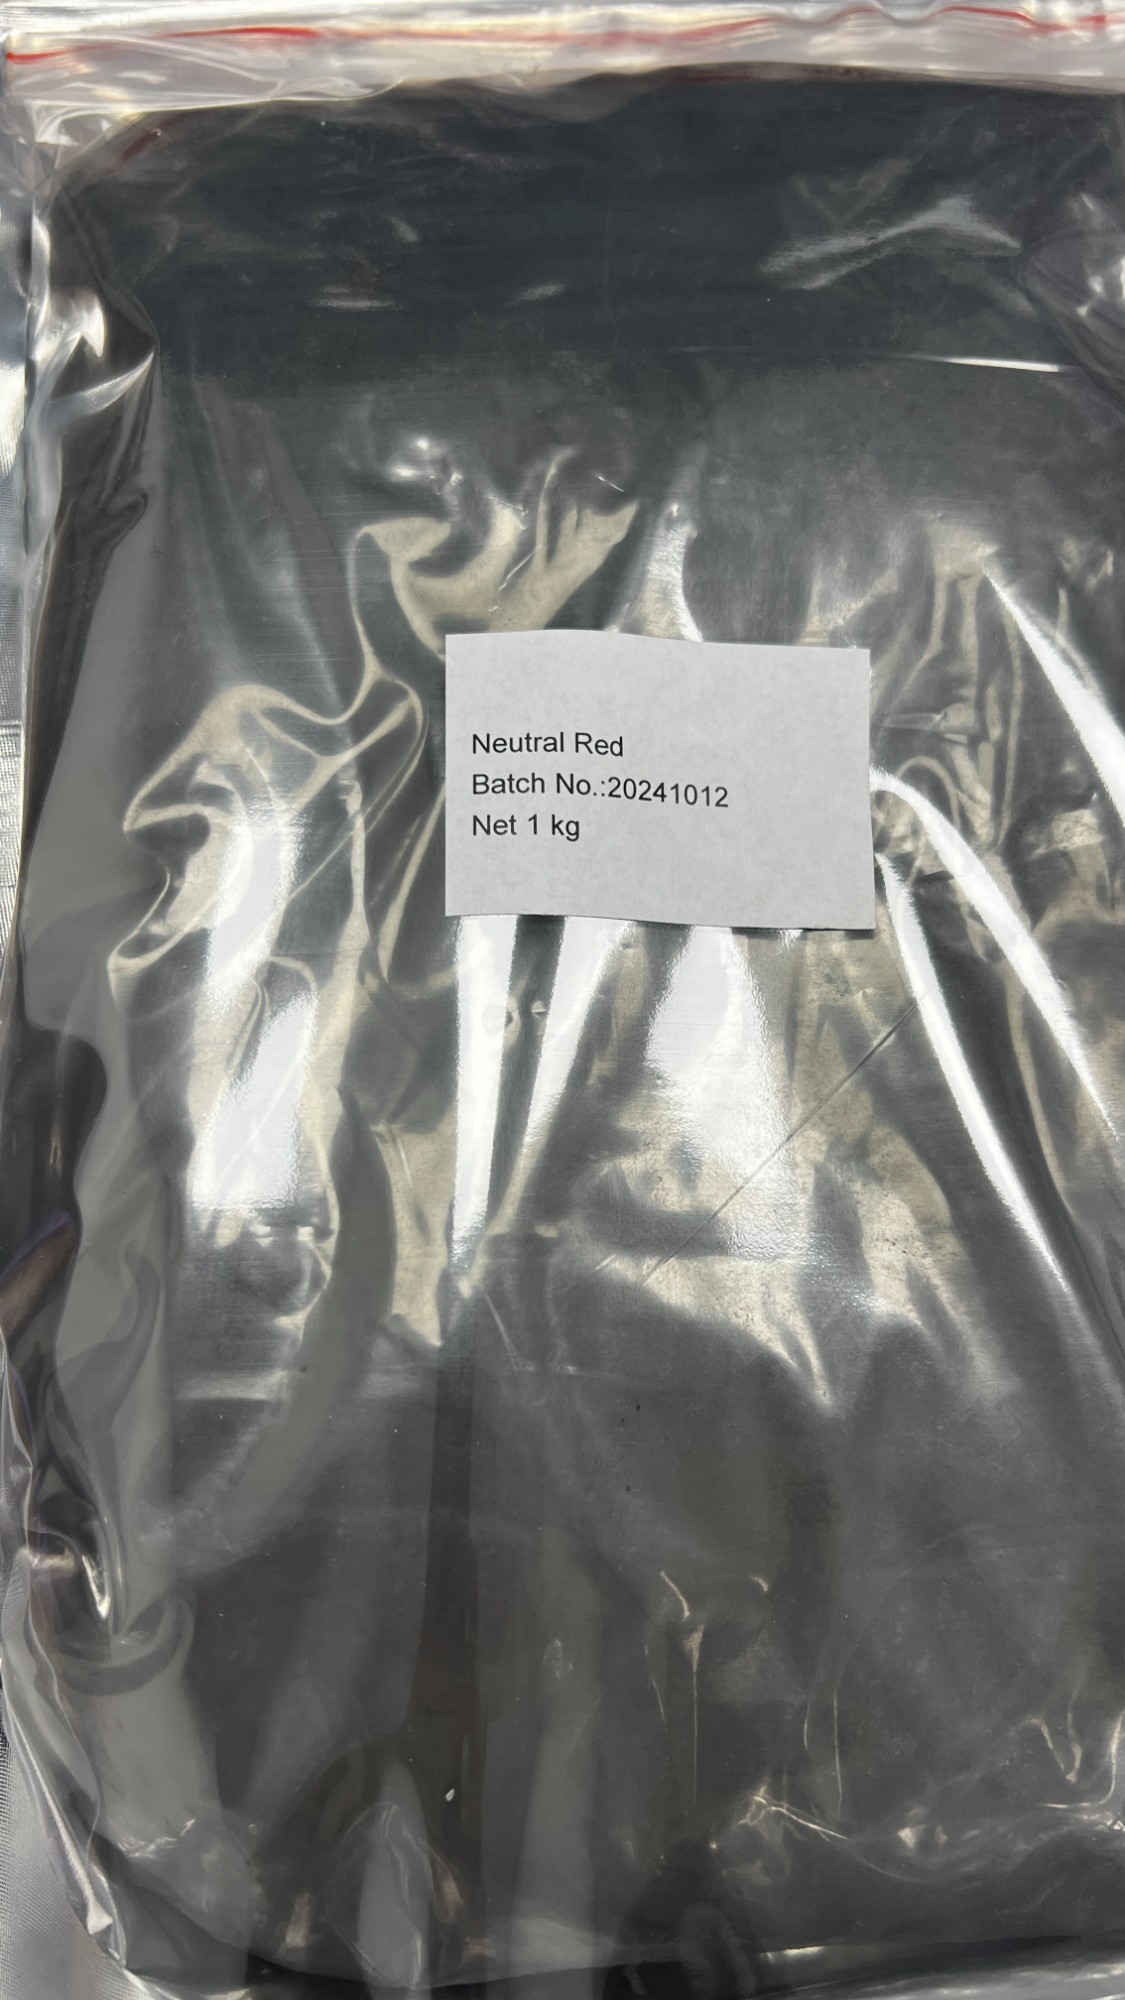 Neutral Red
Batch No.:20241012
Net 1 kg